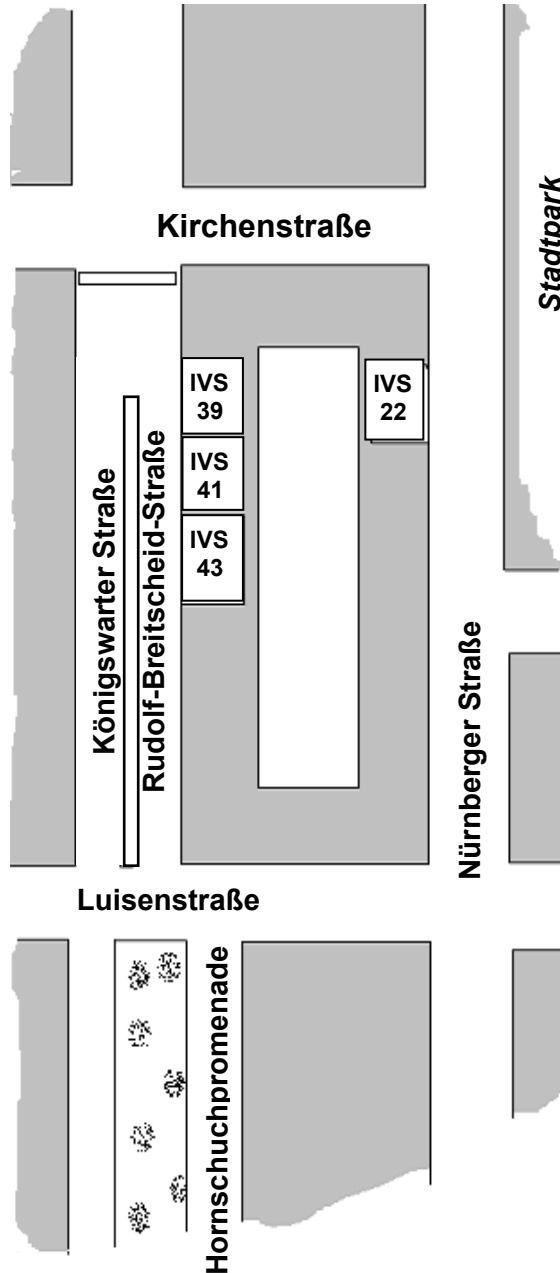 Kirchenstraße
Stadtpark
IVS
39
IVS
22
IVS
41
IVS
43
Königswarter Straße
Rudolf-Breitscheid-Straße
Nürnberger Straße
Luisenstraße
Hornschuchpromenade